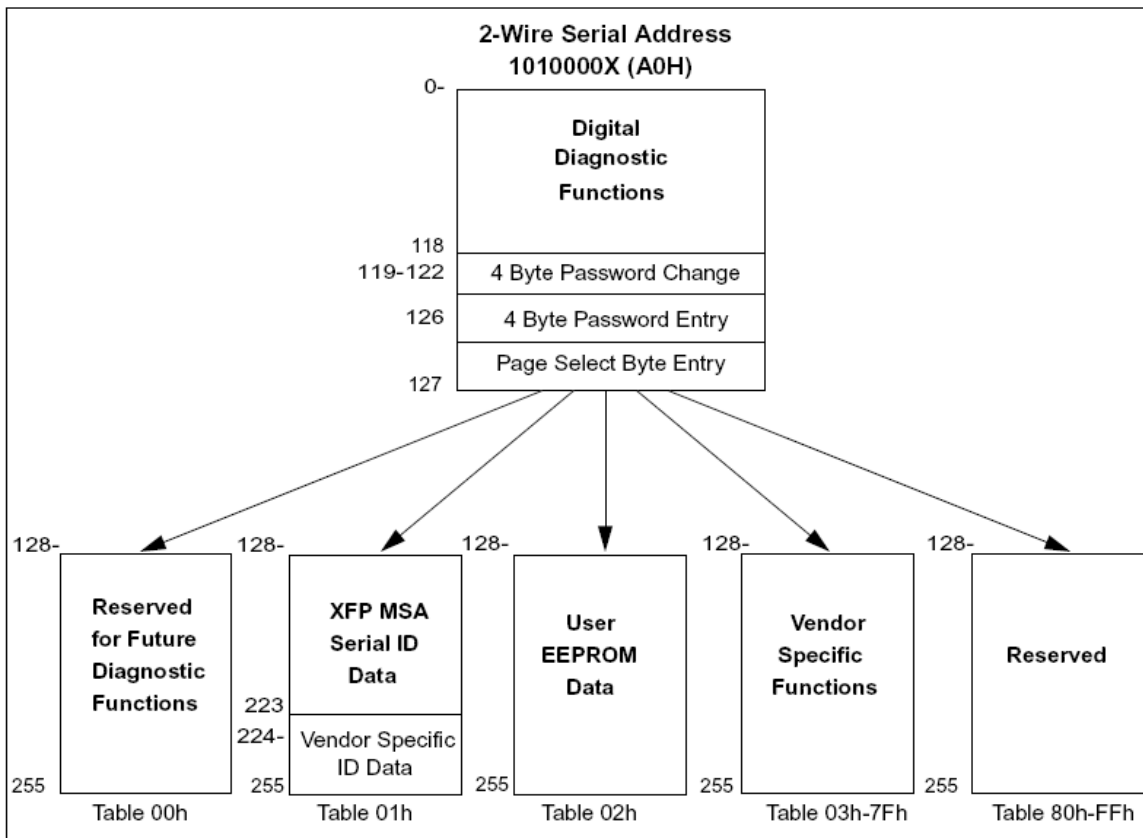 2-Wire Serial Address
1010000X (A0H)
0-
Digital
Diagnostic
Functions
118
119-122
4 Byte Password Change
126
4 Byte Password Entry
Page Select Byte Entry
127
128-
Reserved
for Future
Diagnostic
Functions
255
Table 00h
128-
XFP MSA
Serial ID
Data
223
224-
Vendor Specific
ID Data
255
Table 01h
128-
User
EEPROM
Data
255
Table 02h
128-
Vendor
Specific
Functions
255
Table 03h-7Fh
128-
Reserved
255
Table 80h-FFh